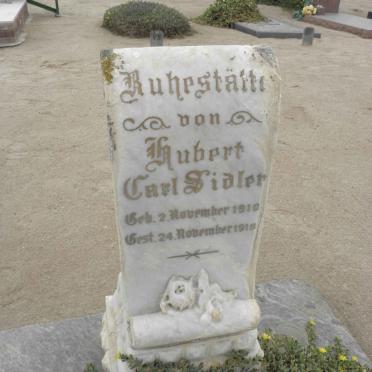 Ruhestätte
von
Hubert
Carl Sidler
Geb. 2. November 1910
Gest. 24. November 1910